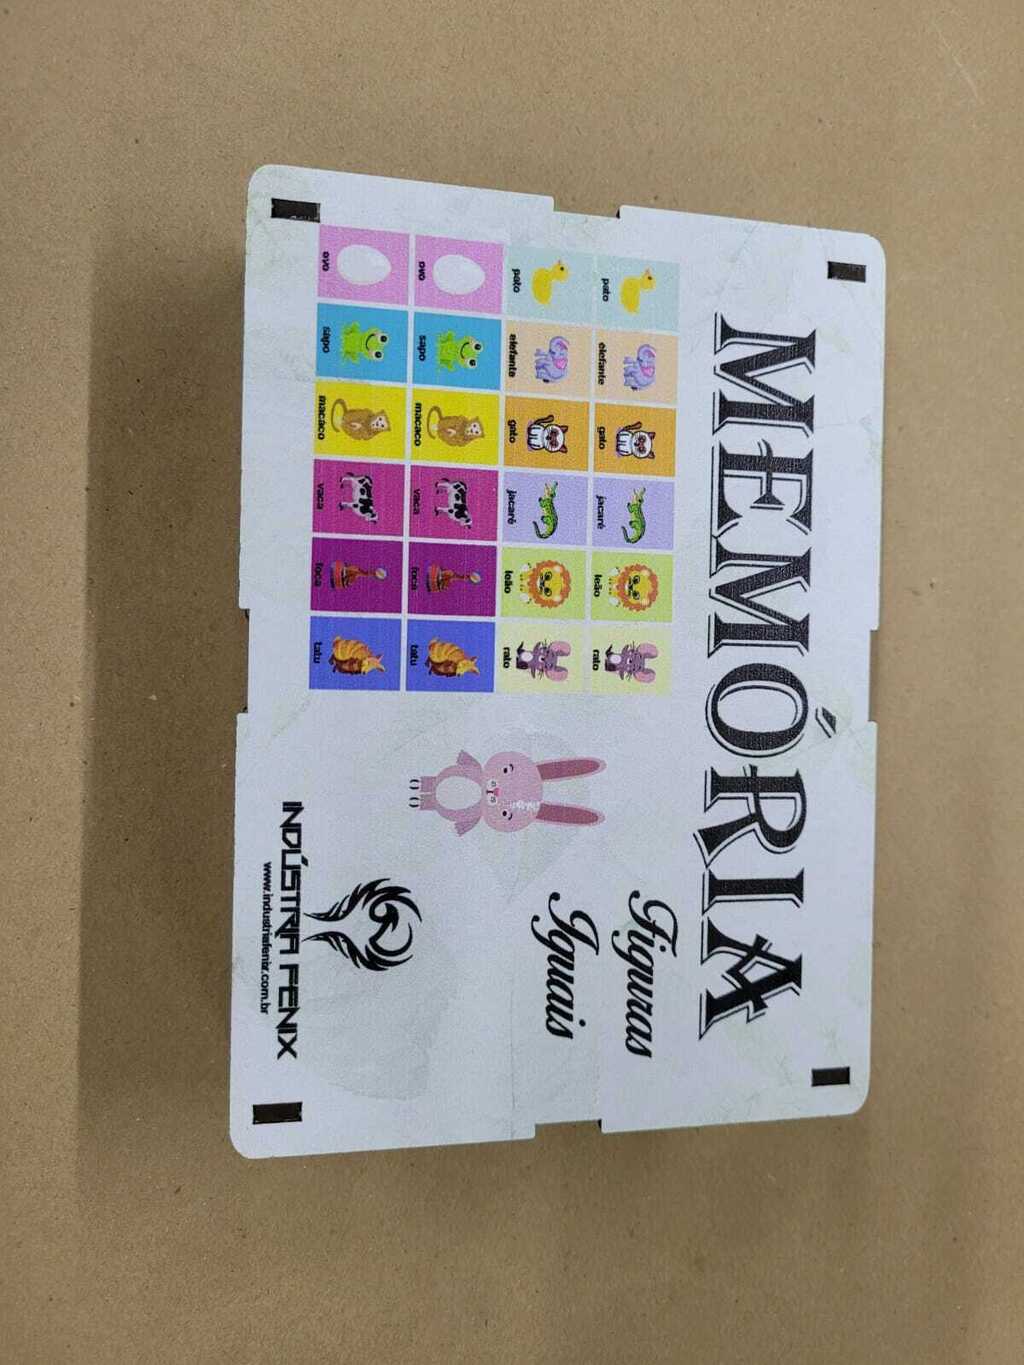 MEMÓRIA
pato elefante gato jacaré leão rato
pato elefante gato jacaré leão rato
ovo sapo macaco vaca foca tatu
ovo sapo macaco vaca foca tatu
Figuras
Iguais
INDÚSTRIA FENIX
www.industriafenix.com.br